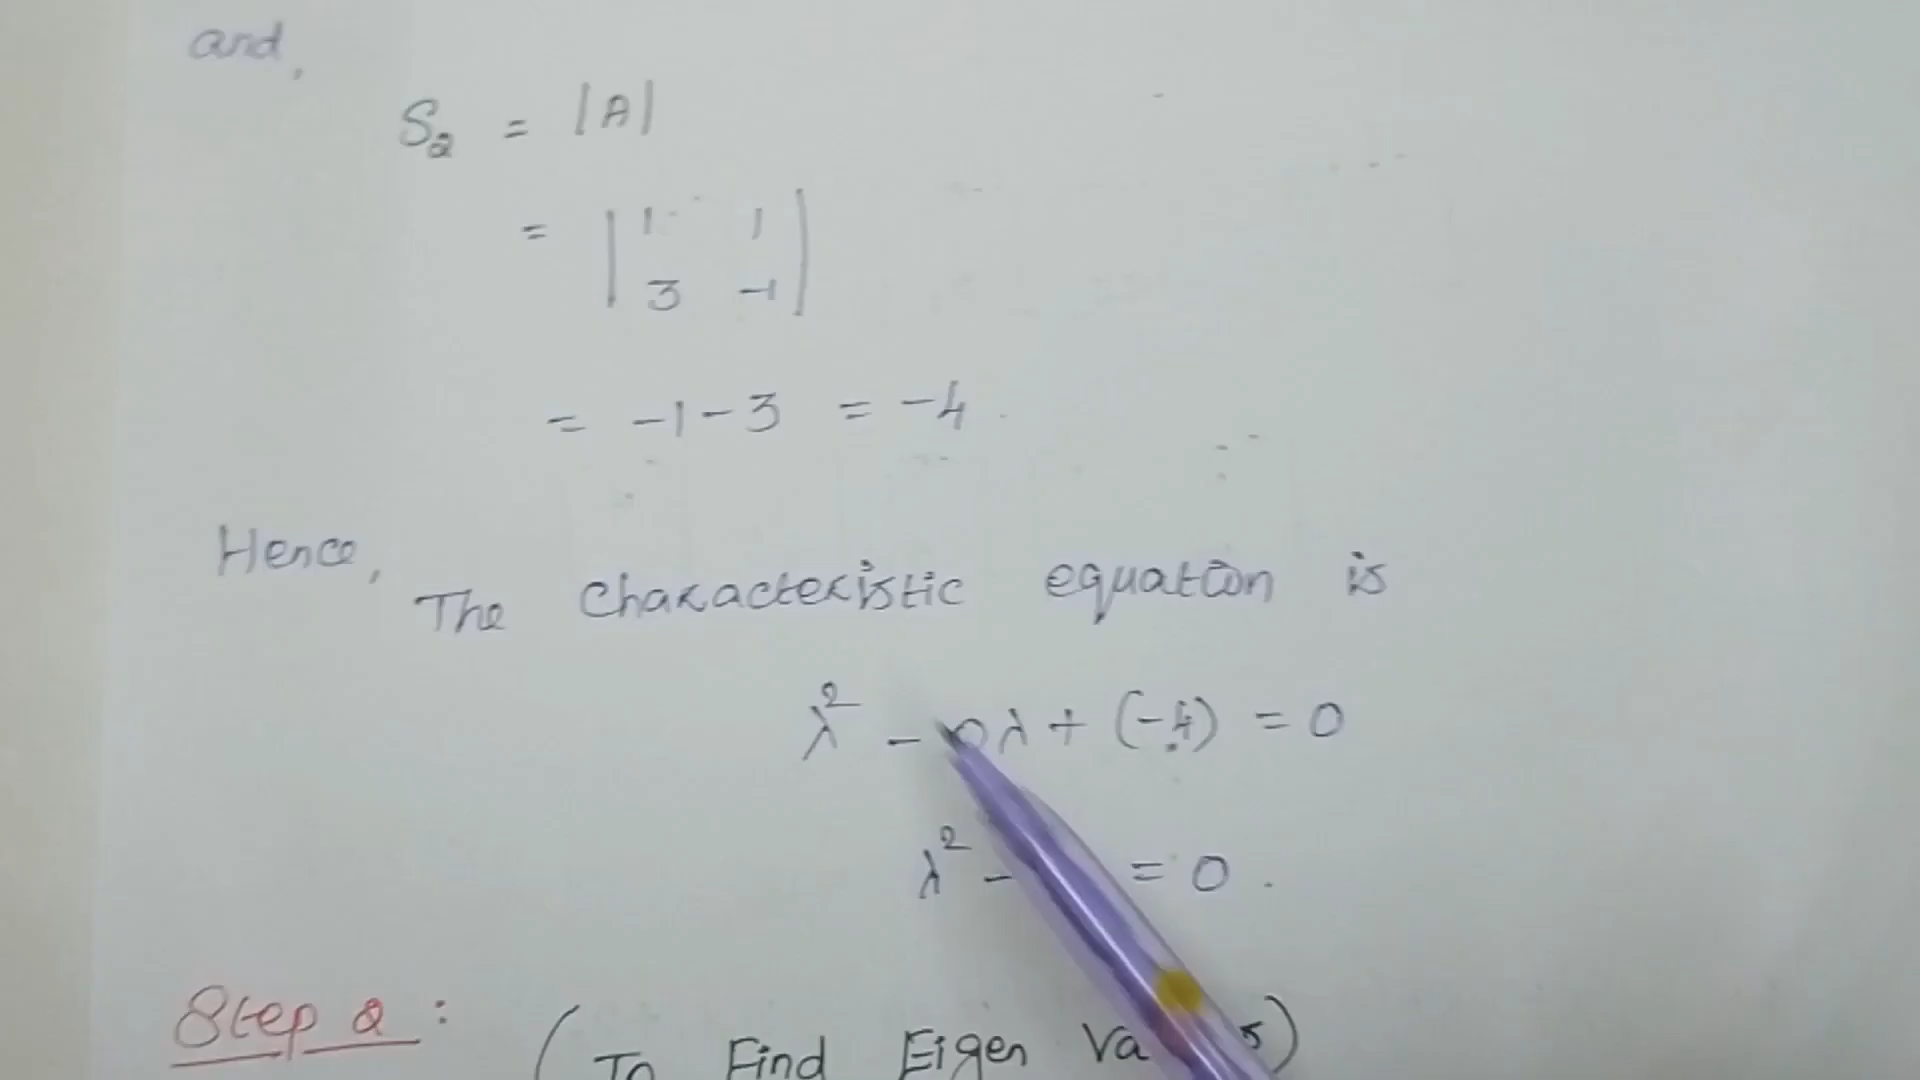 and,
S2 = |A|
= | 1 1
3 -1 |
= -1 - 3 = -4.
Hence,
The characteristic equation is
λ² - 0λ + (-4) = 0
λ² - = 0.
Step 2 :
(To Find Eigen